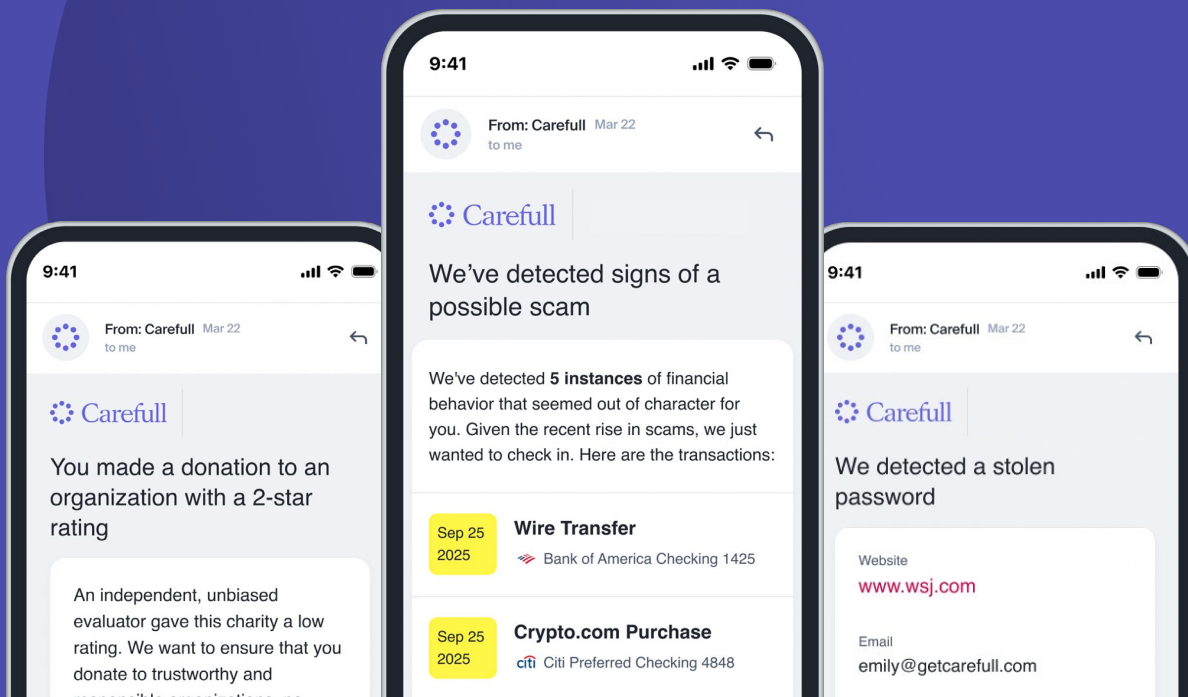 9:41
From: Carefull Mar 22
to me
Carefull
You made a donation to an
organization with a 2-star
rating
An independent, unbiased
evaluator gave this charity a low
rating. We want to ensure that you
donate to trustworthy and
9:41
From: Carefull Mar 22
to me
Carefull
We've detected signs of a
possible scam
We've detected 5 instances of financial
behavior that seemed out of character for
you. Given the recent rise in scams, we just
wanted to check in. Here are the transactions:
Sep 25
2025
Wire Transfer
Bank of America Checking 1425
Sep 25
2025
Crypto.com Purchase
citi Citi Preferred Checking 4848
9:41
From: Carefull Mar 22
to me
Carefull
We detected a stolen
password
Website
www.wsj.com
Email
emily@getcarefull.com